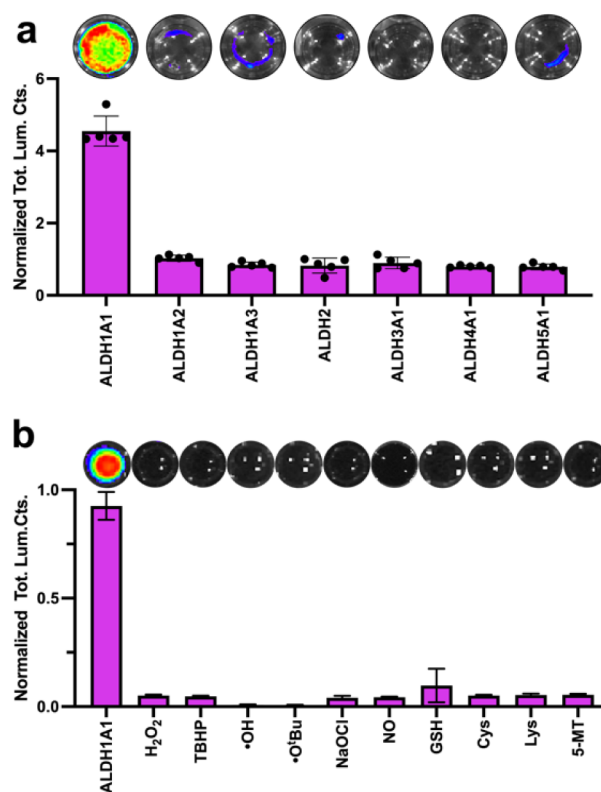 a
Normalized Tot. Lum. Cts.
6
4
2
0
ALDH1A1
ALDH1A2
ALDH1A3
ALDH2
ALDH3A1
ALDH4A1
ALDH5A1
b
Normalized Tot. Lum.Cts.
1.0
0.5
0.0
ALDH1A1
H₂O₂
TBHP
•OH
•OᵗBu
NaOCl
NO
GSH
Cys
Lys
5-MT